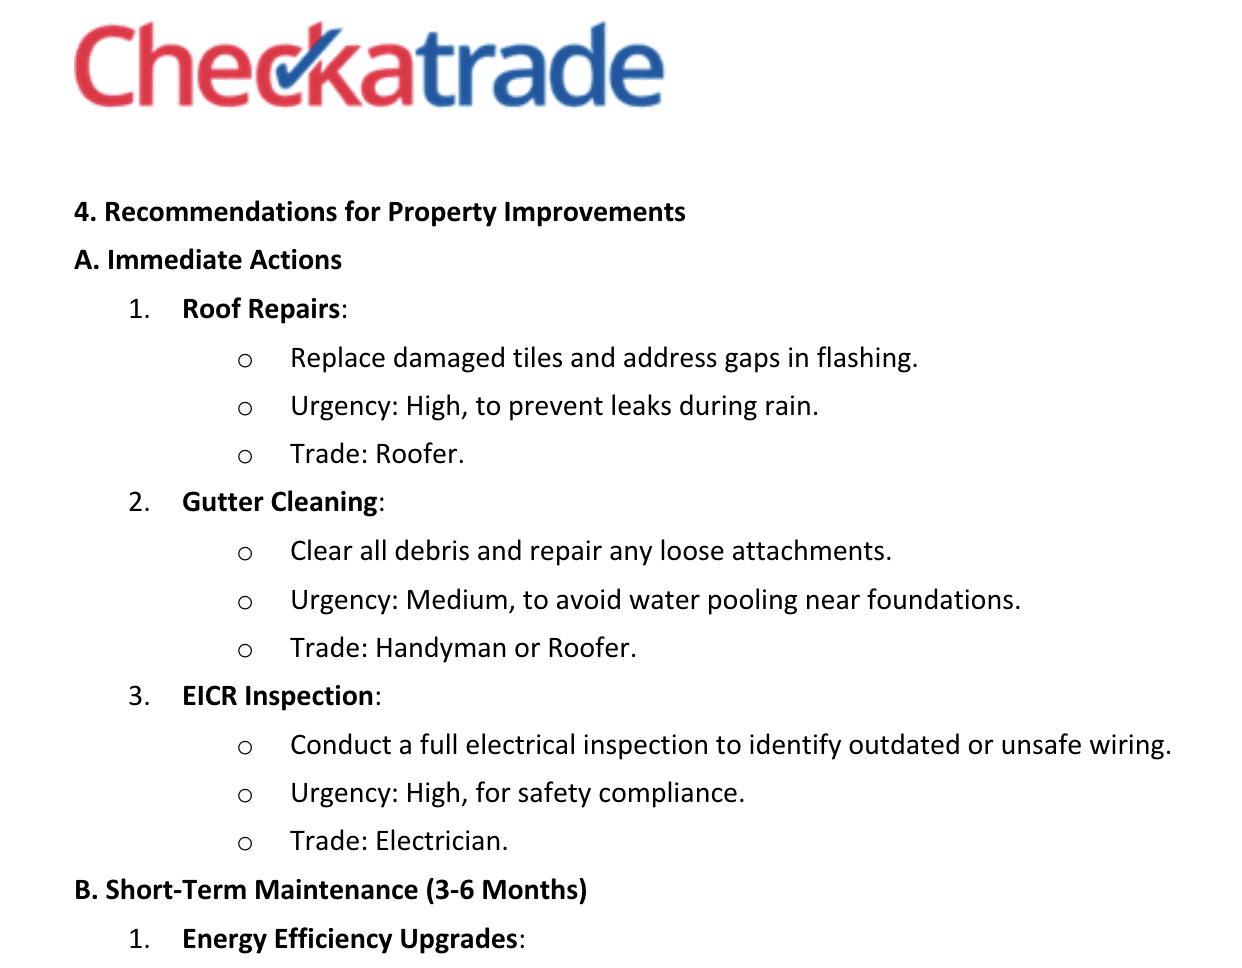 Checkatrade
4. Recommendations for Property Improvements
A. Immediate Actions
1. Roof Repairs:
o Replace damaged tiles and address gaps in flashing.
o Urgency: High, to prevent leaks during rain.
o Trade: Roofer.
2. Gutter Cleaning:
o Clear all debris and repair any loose attachments.
o Urgency: Medium, to avoid water pooling near foundations.
o Trade: Handyman or Roofer.
3. EICR Inspection:
o Conduct a full electrical inspection to identify outdated or unsafe wiring.
o Urgency: High, for safety compliance.
o Trade: Electrician.
B. Short-Term Maintenance (3-6 Months)
1. Energy Efficiency Upgrades: